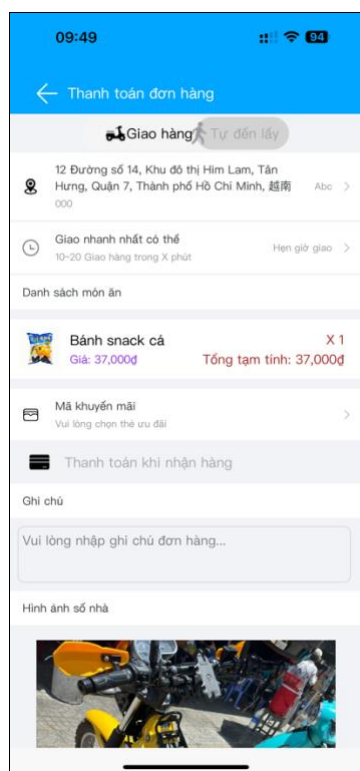 09:49
94
Thanh toán đơn hàng
Giao hàng Tự đến lấy
12 Đường số 14, Khu đô thị Him Lam, Tân
Hưng, Quận 7, Thành phố Hồ Chí Minh, 越南
Abc
000
Giao nhanh nhất có thể
Hẹn giờ giao
10-20 Giao hàng trong X phút
Danh sách món ăn
Bánh snack cá
X 1
Giá: 37,000₫
Tổng tạm tính: 37,000₫
Mã khuyến mãi
Vui lòng chọn thẻ ưu đãi
Thanh toán khi nhận hàng
Ghi chú
Vui lòng nhập ghi chú đơn hàng...
Hình ảnh số nhà